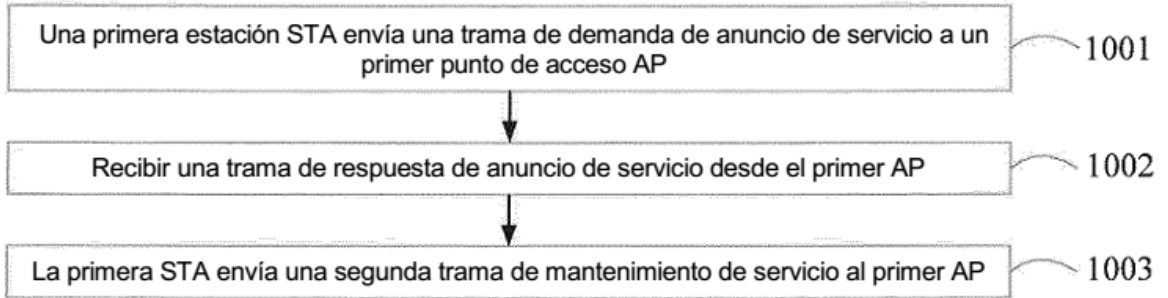 Una primera estación STA envía una trama de demanda de anuncio de servicio a un
primer punto de acceso AP
1001
Recibir una trama de respuesta de anuncio de servicio desde el primer AP
1002
La primera STA envía una segunda trama de mantenimiento de servicio al primer AP
1003